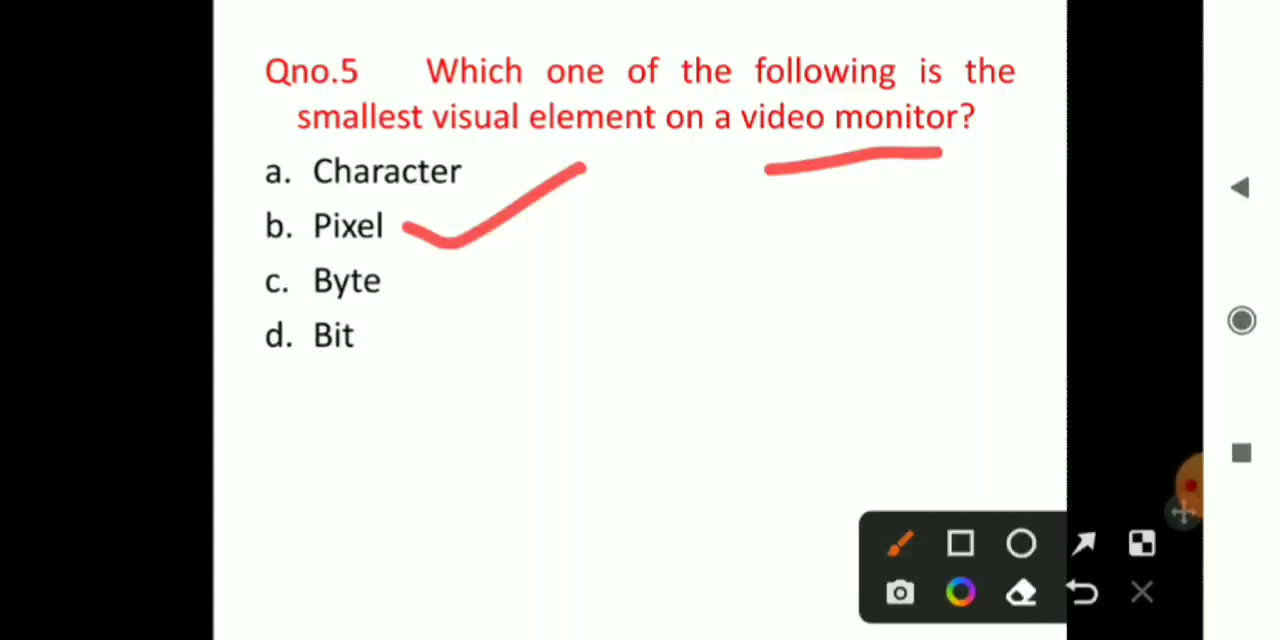 Qno.5 Which one of the following is the
smallest visual element on a video monitor?
a. Character
b. Pixel
c. Byte
d. Bit